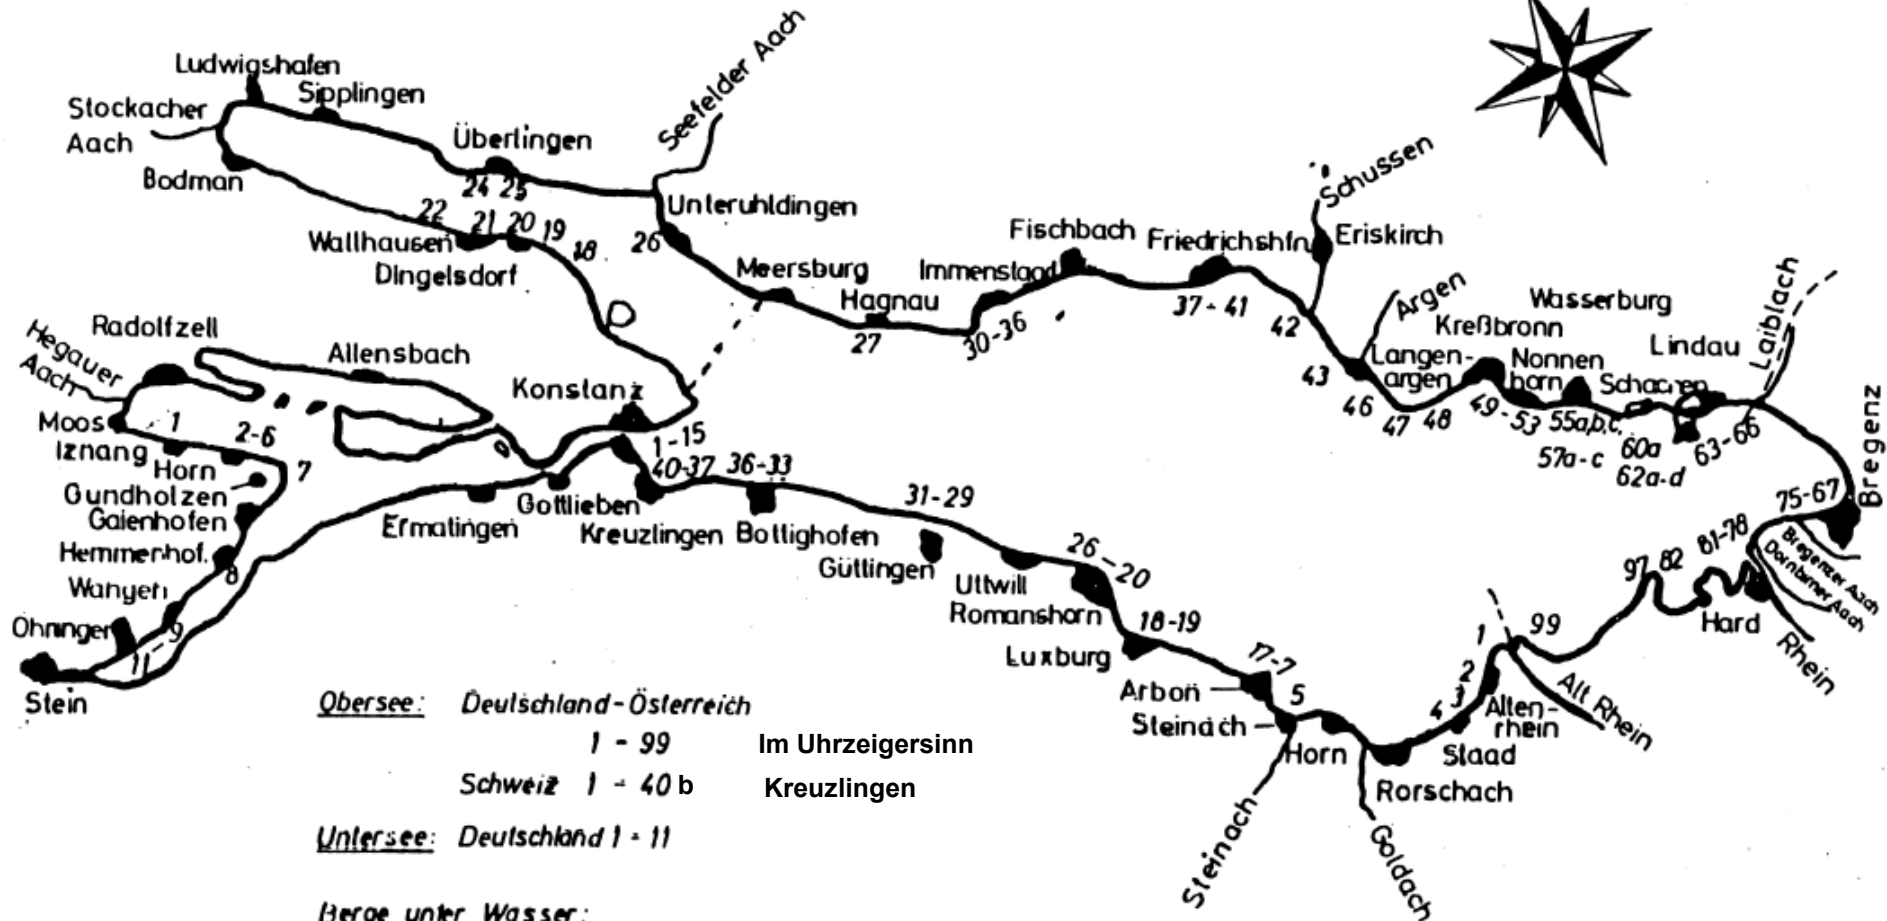 Ludwigshafen
Sipplingen
Stockacher
Aach
Bodman
Überlingen
24 25
22
21 20 19 18
Wallhausen
Dingelsdorf
Seefelder Aach
Unteruhldingen
26
Meersburg
Hagnau
27
Immenstaad
30-36
Fischbach
Friedrichshfn
37-41
Schussen
Eriskirch
42
Argen
43
Langen-
argen
46
47
48
Kreßbronn
49-53
Wasserburg
Nonnen
horn
55a,b,c,
57a-c
Schachen
60a
62a-d
Lindau
63-66
Laiblach
Bregenz
75-67
Bregenzer Aach
Dornbirner Aach
81-78
97 82
Hard
Rhein
99
Alt Rhein
Radolfzell
Hegauer
Aach
Allensbach
Moos
1
2-6
7
Iznang
Horn
Gundholzen
Gaienhofen
Hemmenhof.
8
Wangen
9
Öhningen
11
Stein
Konstanz
1-15
40-37
36-33
Ermatingen
Gottlieben
Kreuzlingen
Bottighofen
31-29
Güttingen
Uttwill
26-20
Romanshorn
18-19
Luxburg
17-7
Arbon
5
Steinach
Horn
Steinach
Goldach
Rorschach
Staad
Alten-
rhein
1
2
3
4
Obersee: Deutschland-Österreich
1 - 99 Im Uhrzeigersinn
Schweiz 1 - 40 b Kreuzlingen
Untersee: Deutschland 1 - 11
Berge unter Wasser: